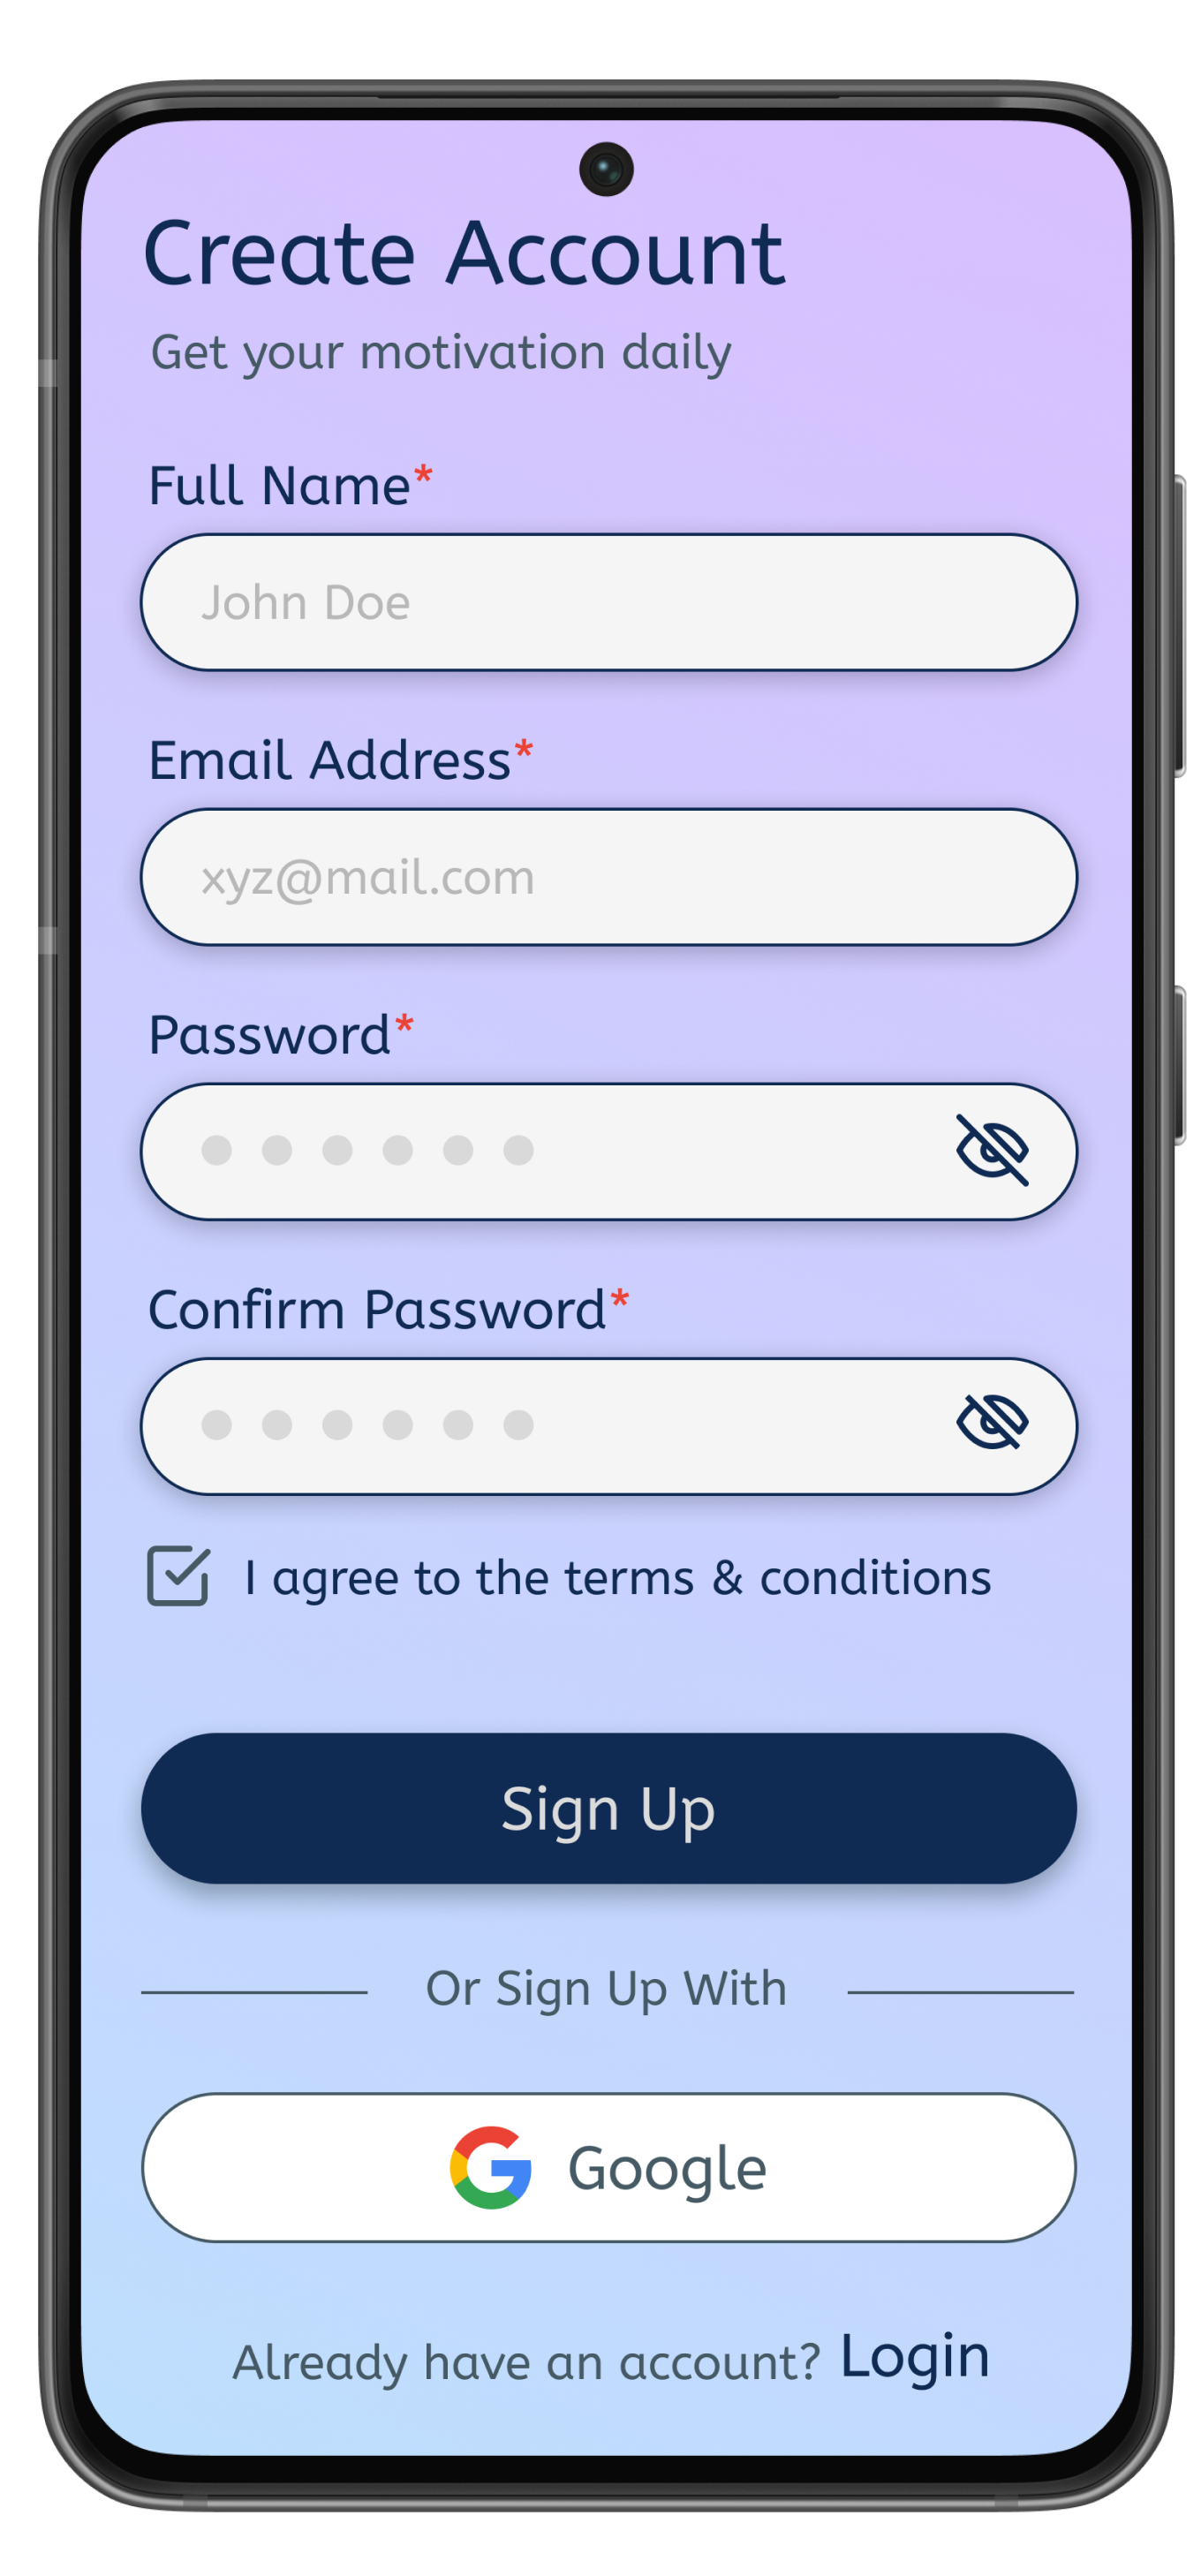 Create Account
Get your motivation daily
Full Name*
John Doe
Email Address*
xyz@mail.com
Password*
Confirm Password*
I agree to the terms & conditions
Sign Up
Or Sign Up With
Google
Already have an account? Login